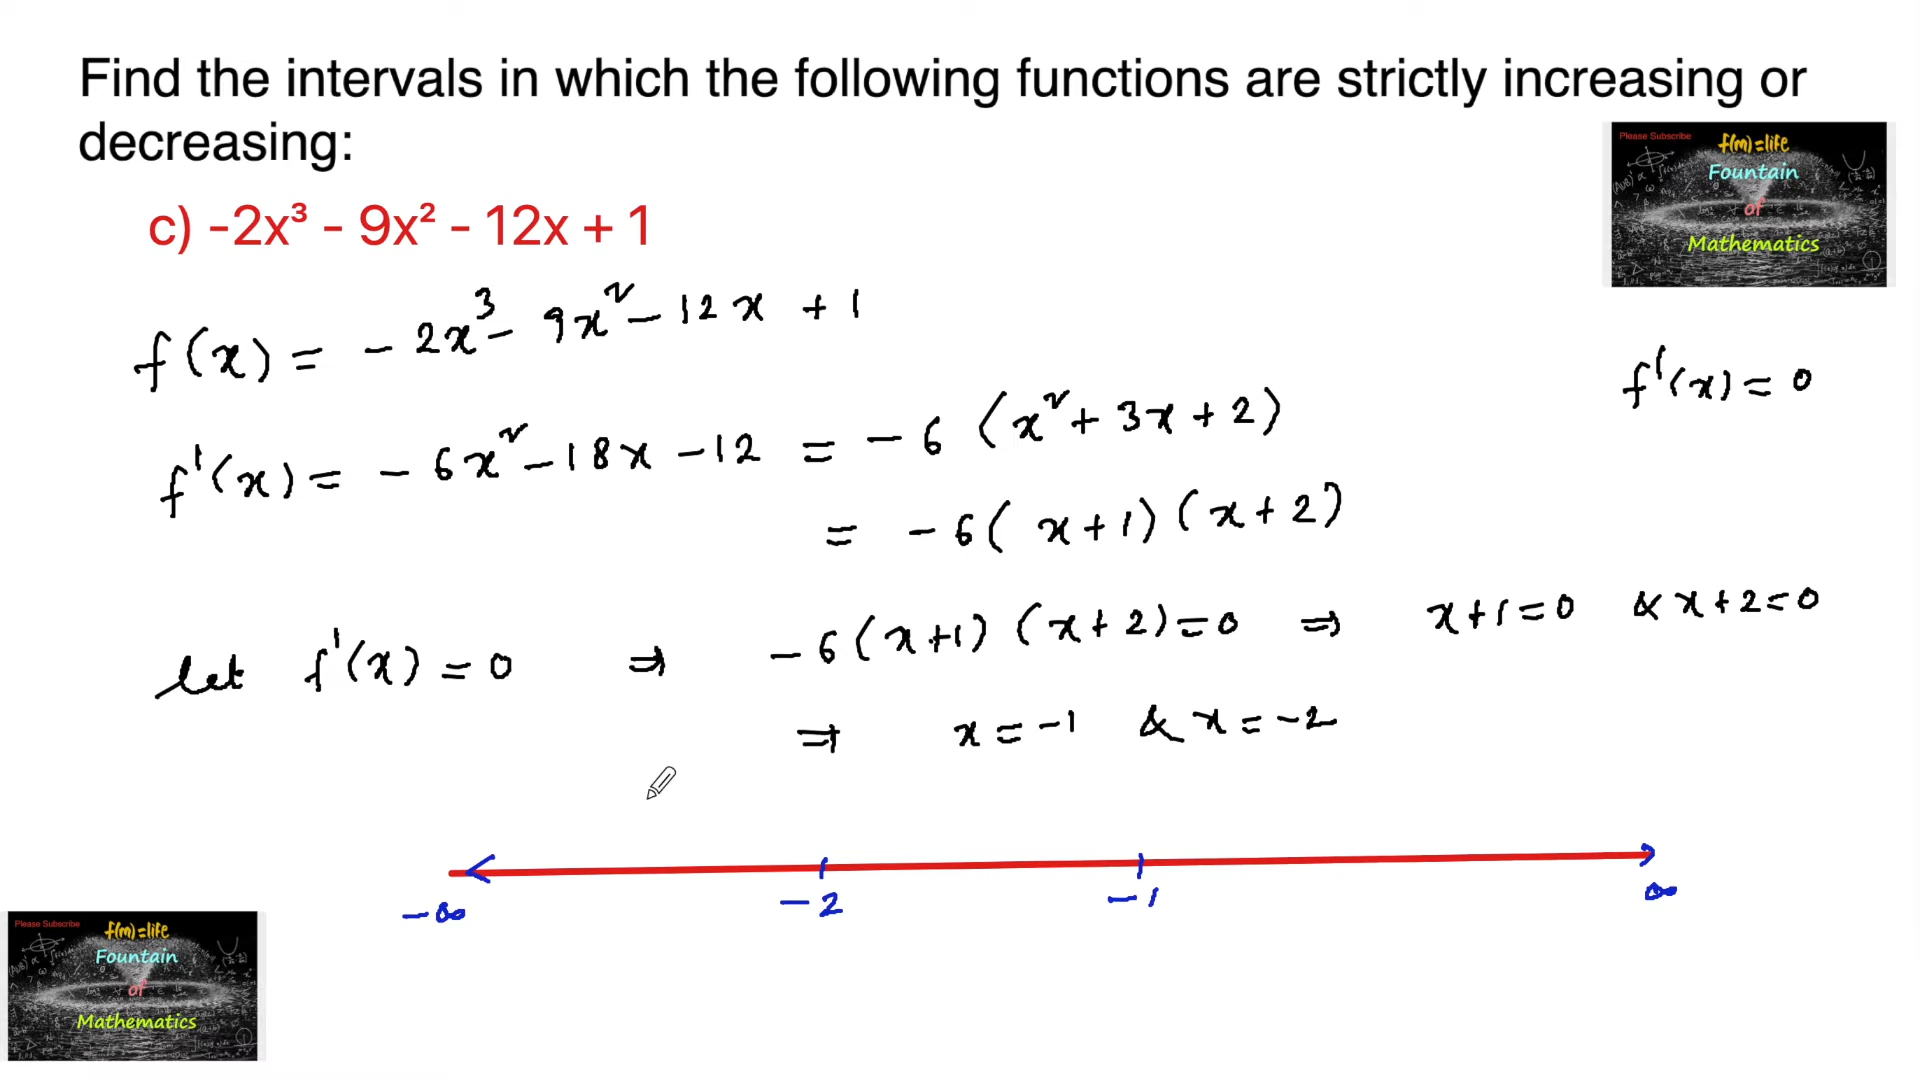 Find the intervals in which the following functions are strictly increasing or
decreasing:
Please Subscribe
f(m)=life
Fountain
of
Mathematics
c) -2x³ - 9x² - 12x + 1
f(x) = - 2x³ - 9x² - 12x + 1
f'(x) = 0
f'(x) = - 6x² - 18x - 12 = - 6 (x² + 3x + 2)
= - 6 (x+1) (x+2)
let f'(x) = 0 ⇒ - 6 (x+1) (x+2) = 0 ⇒ x+1=0 & x+2=0
⇒ x = -1 & x = -2
-∞ -2 -1 ∞
Please Subscribe
f(m)=life
Fountain
of
Mathematics